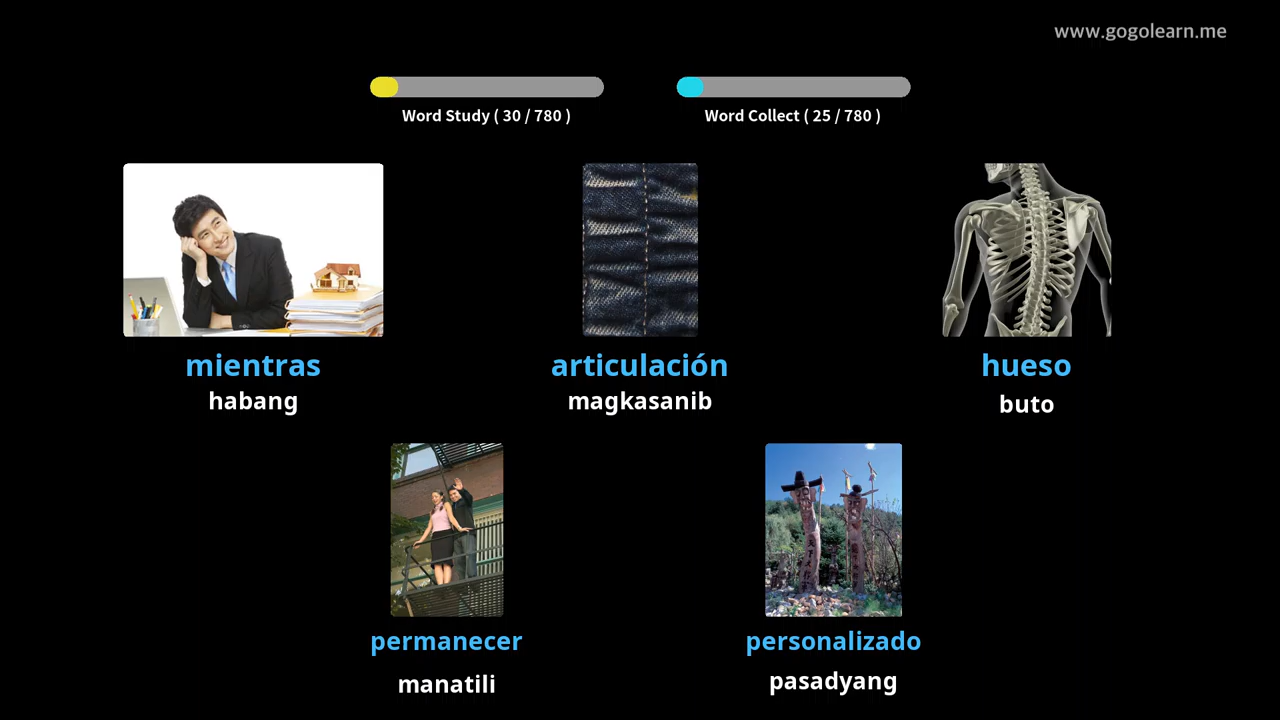 www.gogolearn.me
Word Study ( 30 / 780 )
Word Collect ( 25 / 780 )
mientras
habang
articulación
magkasanib
hueso
buto
permanecer
manatili
personalizado
pasadyang